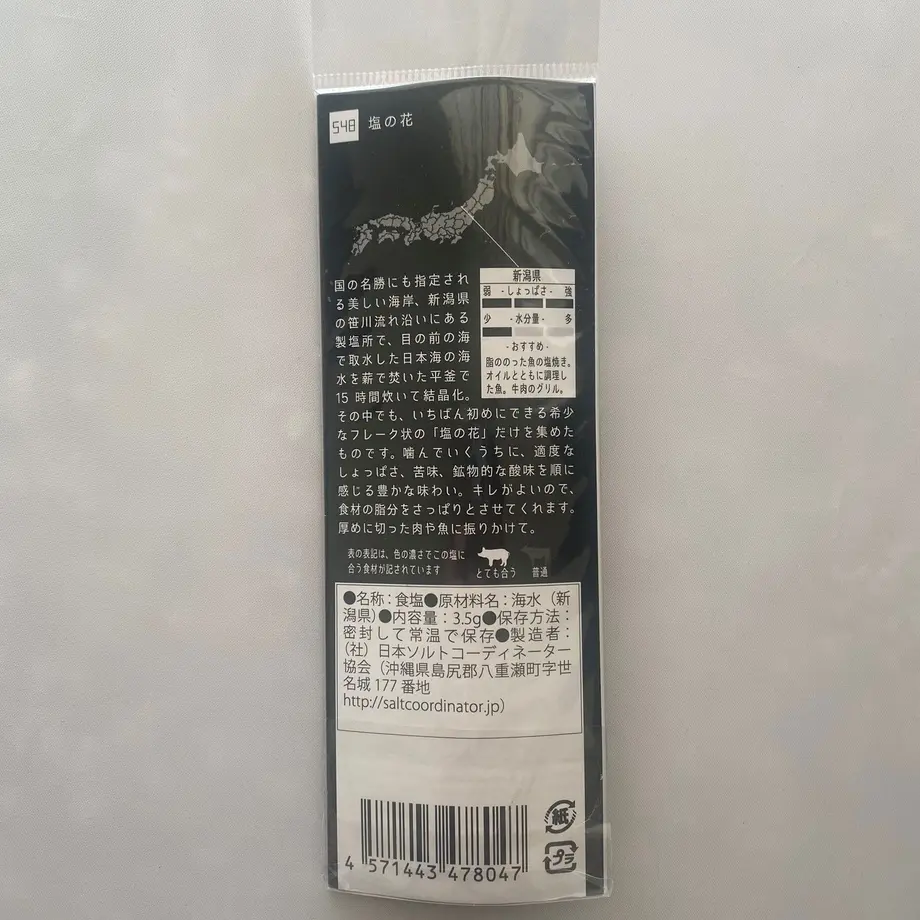 548 塩の花
国の名勝にも指定され
る美しい海岸、新潟県
の笹川流れ沿いにある
製塩所で、目の前の海
で取水した日本海の海
水を薪で焚いた平釜で
15 時間炊いて結晶化。
その中でも、いちばん初めにできる希少
なフレーク状の「塩の花」だけを集めた
ものです。噛んでいくうちに、適度な
しょっぱさ、苦味、鉱物的な酸味を順に
感じる豊かな味わい。キレがよいので、
食材の脂分をさっぱりとさせてくれます。
厚めに切った肉や魚に振りかけて。
新潟県
弱 -しょっぱさ- 強
少 -水分量- 多
-おすすめ-
脂ののった魚の塩焼き。
オイルとともに調理し
た魚。牛肉のグリル。
表の表記は、色の濃さでこの塩に
合う食材が記されています
とても合う 普通
●名称：食塩●原材料名：海水（新
潟県）●内容量：3.5g●保存方法：
密封して常温で保存●製造者：
（社）日本ソルトコーディネーター
協会（沖縄県島尻郡八重瀬町字世
名城 177 番地
http://saltcoordinator.jp）
4 571443 478047
紙
プラ